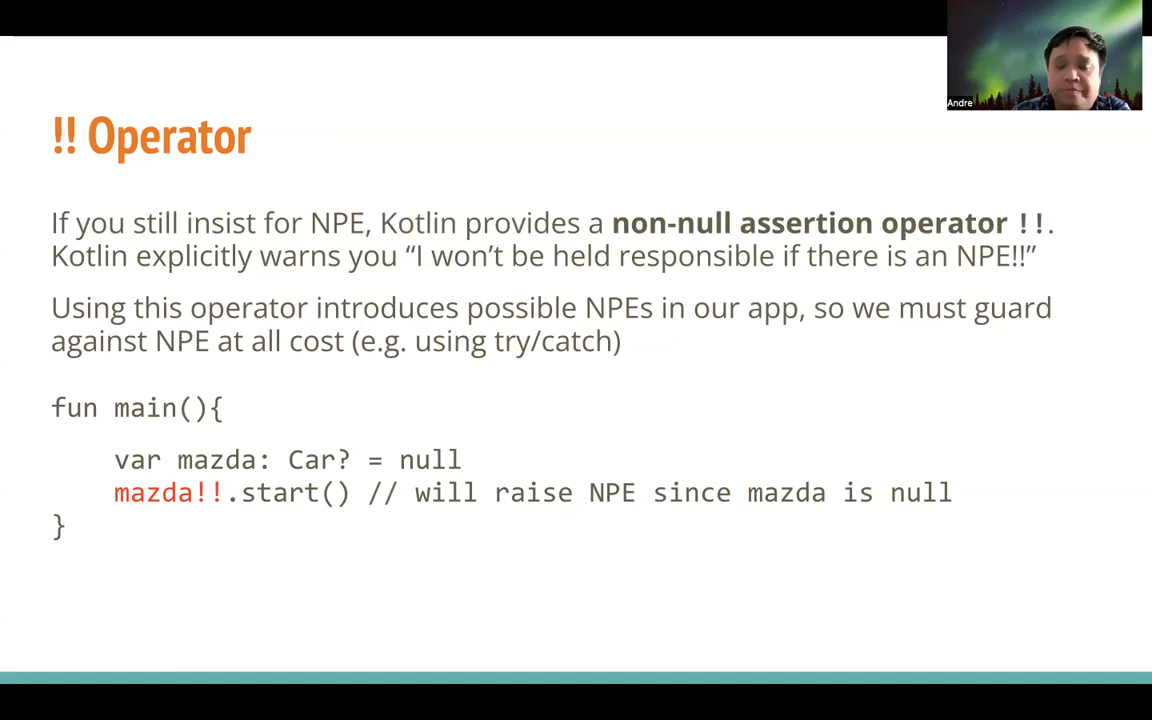 Andre
!! Operator
If you still insist for NPE, Kotlin provides a non-null assertion operator !!.
Kotlin explicitly warns you “I won’t be held responsible if there is an NPE!!”
Using this operator introduces possible NPEs in our app, so we must guard
against NPE at all cost (e.g. using try/catch)
fun main(){
    var mazda: Car? = null
    mazda!!.start() // will raise NPE since mazda is null
}